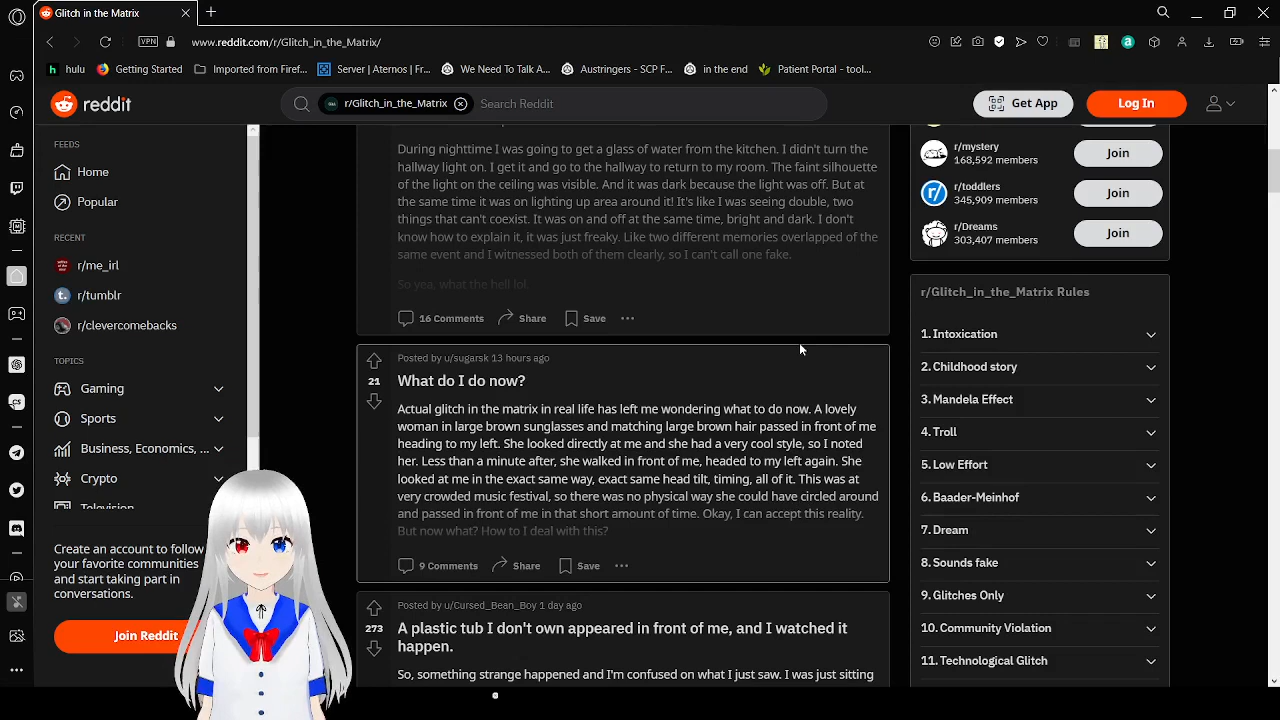 Glitch in the Matrix
VPN
www.reddit.com/r/Glitch_in_the_Matrix/
h hulu
Getting Started
Imported from Firef...
Server | Aternos | Fr...
We Need To Talk A...
Austringers - SCP F...
in the end
Patient Portal - tool...
reddit
r/Glitch_in_the_Matrix
Search Reddit
Get App
Log In
FEEDS
Home
Popular
RECENT
r/me_irl
r/tumblr
r/clevercomebacks
TOPICS
Gaming
Sports
Business, Economics, ...
Crypto
Television
Create an account to follow
your favorite communities
and start taking part in
conversations.
Join Reddit
During nighttime I was going to get a glass of water from the kitchen. I didn't turn the
hallway light on. I get it and go to the hallway to return to my room. The faint silhouette
of the light on the ceiling was visible. And it was dark because the light was off. But at
the same time it was on lighting up area around it! It's like I was seeing double, two
things that can't coexist. It was on and off at the same time, bright and dark. I don't
know how to explain it, it was just freaky. Like two different memories overlapped of the
same event and I witnessed both of them clearly, so I can't call one fake.
So yea, what the hell lol
16 Comments
Share
Save
Posted by u/sugarsk 13 hours ago
21
What do I do now?
Actual glitch in the matrix in real life has left me wondering what to do now. A lovely
woman in large brown sunglasses and matching large brown hair passed in front of me
heading to my left. She looked directly at me and she had a very cool style, so I noted
her. Less than a minute after, she walked in front of me, headed to my left again. She
looked at me in the exact same way, exact same head tilt, timing, all of it. This was at
very crowded music festival, so there was no physical way she could have circled around
and passed in front of me in that short amount of time. Okay, I can accept this reality.
But now what? How to I deal with this?
9 Comments
Share
Save
Posted by u/Cursed_Bean_Boy 1 day ago
273
A plastic tub I don't own appeared in front of me, and I watched it
happen.
So, something strange happened and I'm confused on what I just saw. I was just sitting
r/mystery
168,592 members
Join
r/toddlers
345,909 members
Join
r/Dreams
303,407 members
Join
r/Glitch_in_the_Matrix Rules
1. Intoxication
2. Childhood story
3. Mandela Effect
4. Troll
5. Low Effort
6. Baader-Meinhof
7. Dream
8. Sounds fake
9. Glitches Only
10. Community Violation
11. Technological Glitch